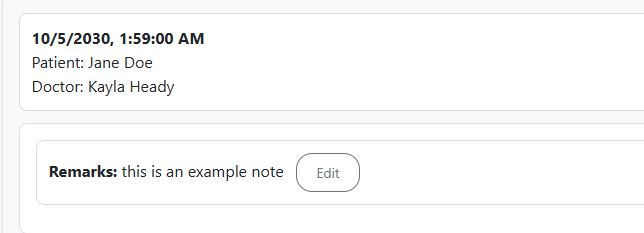 10/5/2030, 1:59:00 AM
Patient: Jane Doe
Doctor: Kayla Heady
Remarks: this is an example note Edit